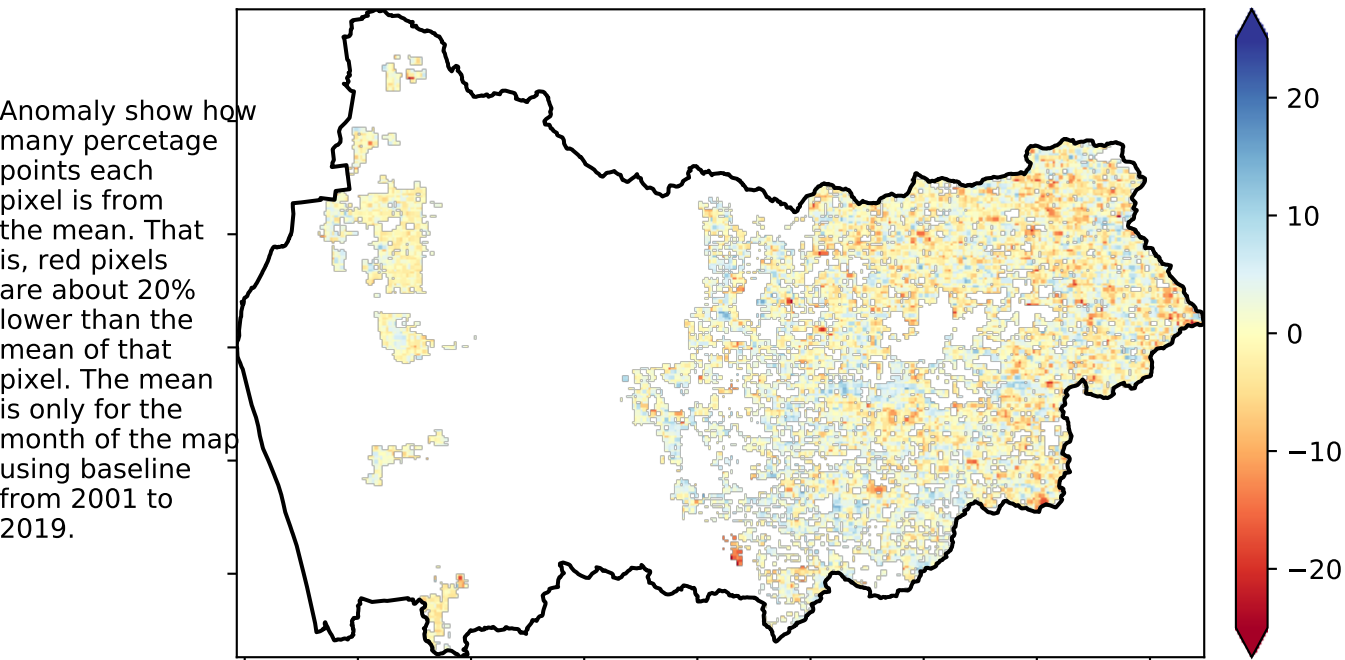 Anomaly show how
many percetage
points each
pixel is from
the mean. That
is, red pixels
are about 20%
lower than the
mean of that
pixel. The mean
is only for the
month of the map
using baseline
from 2001 to
2019.
20
10
0
−10
−20